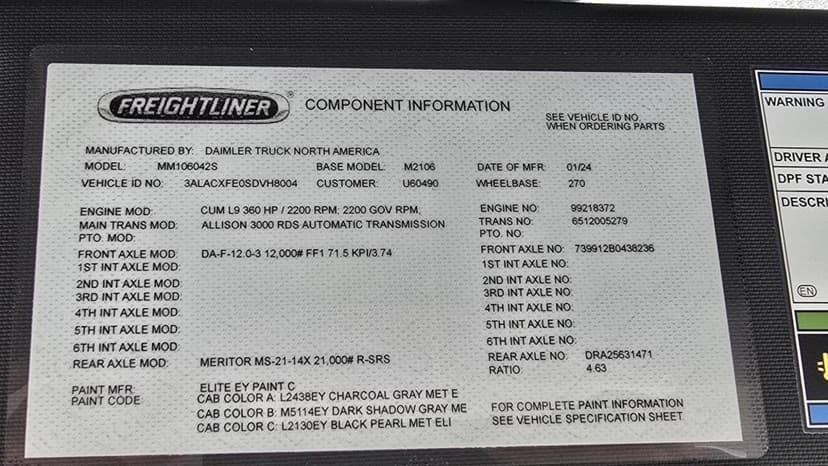 FREIGHTLINER ® COMPONENT INFORMATION
SEE VEHICLE ID NO.
WHEN ORDERING PARTS
MANUFACTURED BY: DAIMLER TRUCK NORTH AMERICA
MODEL: MM106042S BASE MODEL: M2106 DATE OF MFR: 01/24
VEHICLE ID NO: 3ALACXFE0SDVH8004 CUSTOMER: U60490 WHEELBASE: 270
ENGINE MOD: CUM L9 360 HP / 2200 RPM; 2200 GOV RPM, ENGINE NO: 99218372
MAIN TRANS MOD: ALLISON 3000 RDS AUTOMATIC TRANSMISSION TRANS NO: 6512005279
PTO. MOD: PTO. NO:
FRONT AXLE MOD: DA-F-12.0-3 12,000# FF1 71.5 KPI/3.74 FRONT AXLE NO: 739912B0438236
1ST INT AXLE MOD: 1ST INT AXLE NO:
2ND INT AXLE MOD: 2ND INT AXLE NO:
3RD INT AXLE MOD: 3RD INT AXLE NO:
4TH INT AXLE MOD: 4TH INT AXLE NO:
5TH INT AXLE MOD: 5TH INT AXLE NO:
6TH INT AXLE MOD: 6TH INT AXLE NO:
REAR AXLE MOD: MERITOR MS-21-14X 21,000# R-SRS REAR AXLE NO: DRA25631471
RATIO: 4.63
PAINT MFR: ELITE EY PAINT C
PAINT CODE: CAB COLOR A: L2438EY CHARCOAL GRAY MET E
CAB COLOR B: M5114EY DARK SHADOW GRAY ME
CAB COLOR C: L2130EY BLACK PEARL MET ELI
FOR COMPLETE PAINT INFORMATION
SEE VEHICLE SPECIFICATION SHEET
WARNING
DRIVER A
DPF STA
DESCRI
EN